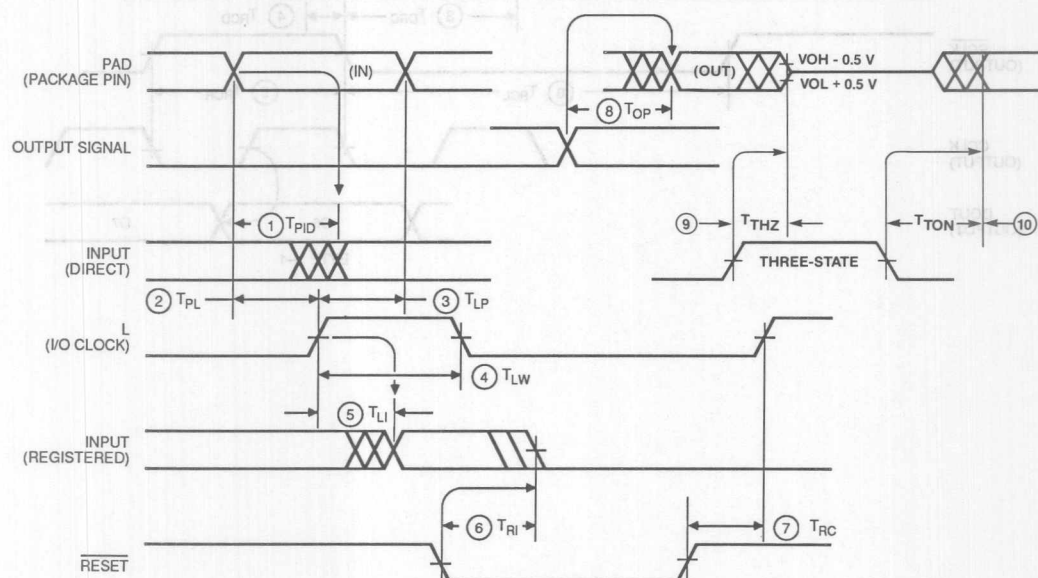 PAD
(PACKAGE PIN)
(IN)
(OUT)
VOH - 0.5 V
VOL + 0.5 V
⑧ TOP
OUTPUT SIGNAL
① TPID
INPUT
(DIRECT)
⑨ TTHZ
TTON ⑩
THREE-STATE
② TPL
③ TLP
L
(I/O CLOCK)
④ TLW
⑤ TLI
INPUT
(REGISTERED)
⑥ TRI
⑦ TRC
RESET